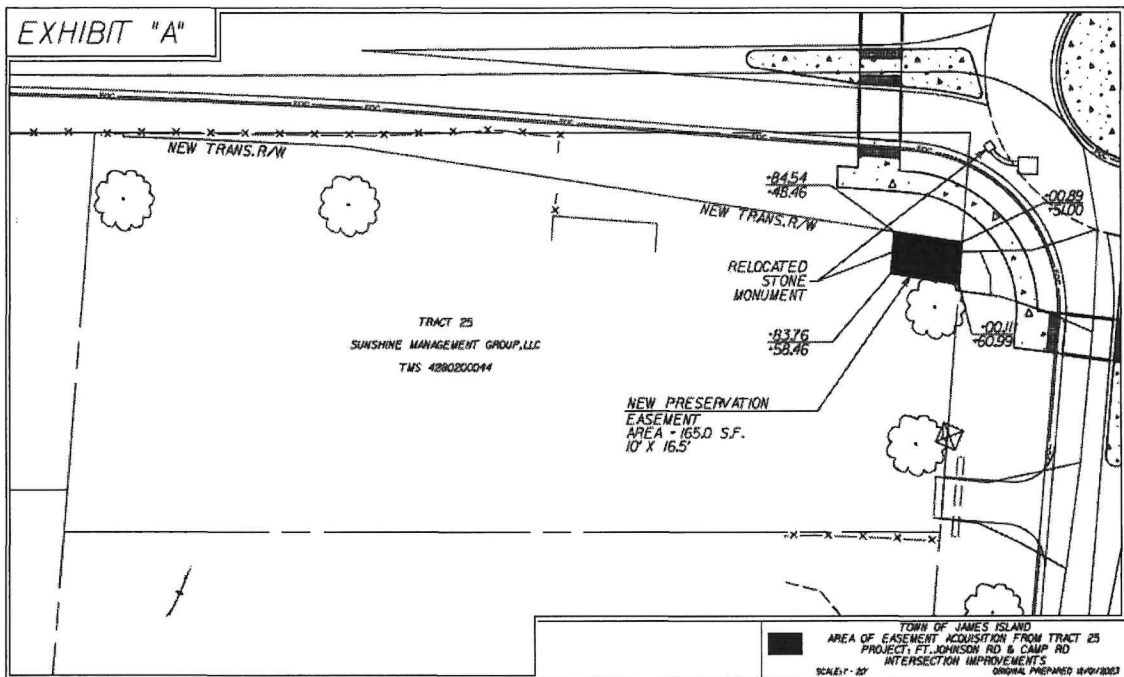 EXHIBIT "A"
NEW TRANS.R/W
NEW TRANS.R/W
+84.54
+48.46
+00.89
+51.00
RELOCATED
STONE
MONUMENT
+83.76
+58.46
+00.11
+60.99
TRACT 25
SUNSHINE MANAGEMENT GROUP,LLC
TMS 4280200044
NEW PRESERVATION
EASEMENT
AREA - 165.0 S.F.
10' X 16.5'
TOWN OF JAMES ISLAND
AREA OF EASEMENT ACQUISITION FROM TRACT 25
PROJECT: FT.JOHNSON RD & CAMP RD
INTERSECTION IMPROVEMENTS
ORIGINAL PREPARED